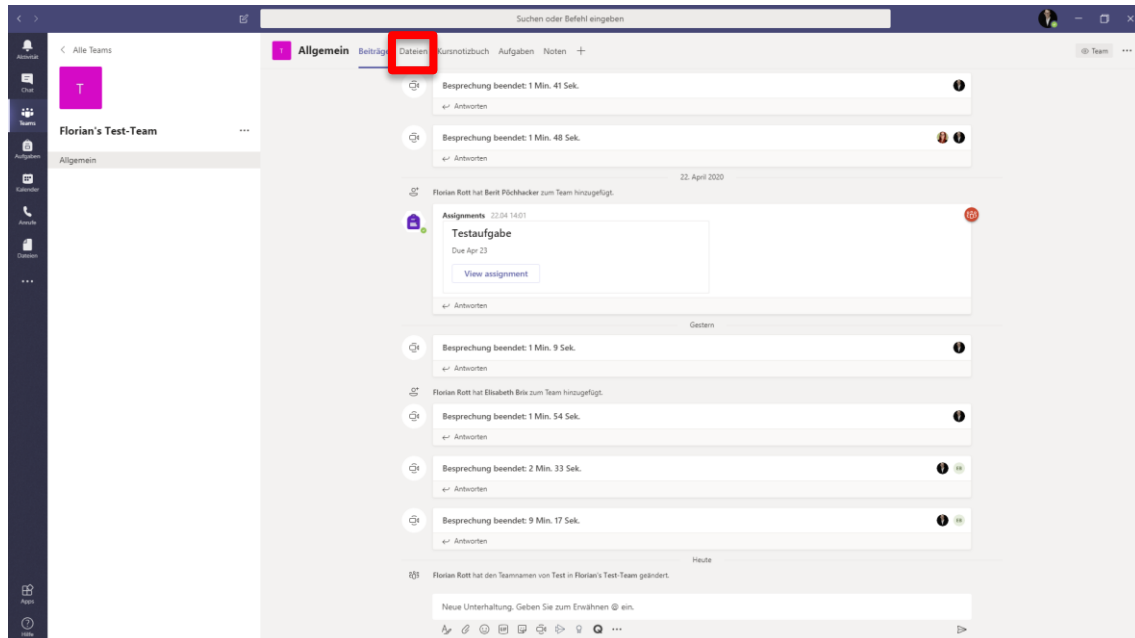 Suchen oder Befehl eingeben
Aktivität
Chat
Teams
Aufgaben
Kalender
Anrufe
Dateien
Apps
Hilfe
Alle Teams
T
Florian's Test-Team
Allgemein
T Allgemein Beiträge Dateien Kursnotizbuch Aufgaben Noten
Team
Besprechung beendet: 1 Min. 41 Sek.
Antworten
Besprechung beendet: 1 Min. 48 Sek.
Antworten
22. April 2020
Florian Rott hat Berit Pöchhacker zum Team hinzugefügt.
Assignments 22.04 14:01
Testaufgabe
Due Apr 23
View assignment
Antworten
Gestern
Besprechung beendet: 1 Min. 9 Sek.
Antworten
Florian Rott hat Elisabeth Brix zum Team hinzugefügt.
Besprechung beendet: 1 Min. 54 Sek.
Antworten
Besprechung beendet: 2 Min. 33 Sek.
Antworten
Besprechung beendet: 9 Min. 17 Sek.
Antworten
Heute
Florian Rott hat den Teamnamen von Test in Florian's Test-Team geändert.
Neue Unterhaltung. Geben Sie zum Erwähnen @ ein.